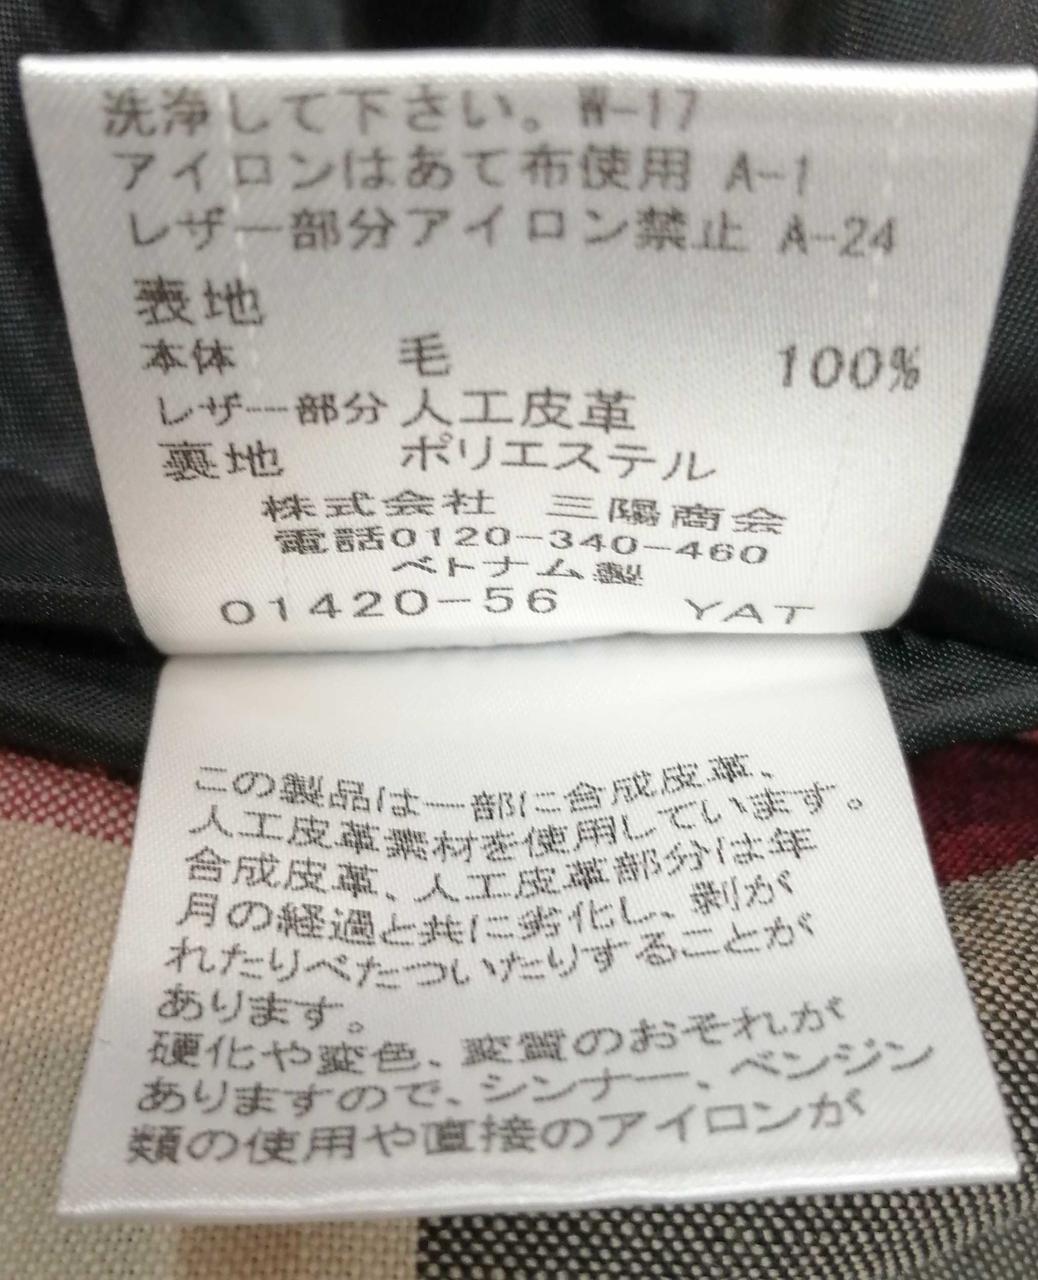 洗浄して下さい。W-17
アイロンはあて布使用 A-1
レザー部分アイロン禁止 A-24
表地
本体 毛 100%
レザー部分 人工皮革
裏地 ポリエステル
株式会社 三陽商会
電話0120-340-460
ベトナム製
01420-56 YAT
この製品は一部に合成皮革、
人工皮革素材を使用しています。
合成皮革、人工皮革部分は年
月の経過と共に劣化し、剥が
れたりべたついたりすることが
あります。
硬化や変色、変質のおそれが
ありますので、シンナー、ベンジン
類の使用や直接のアイロンが